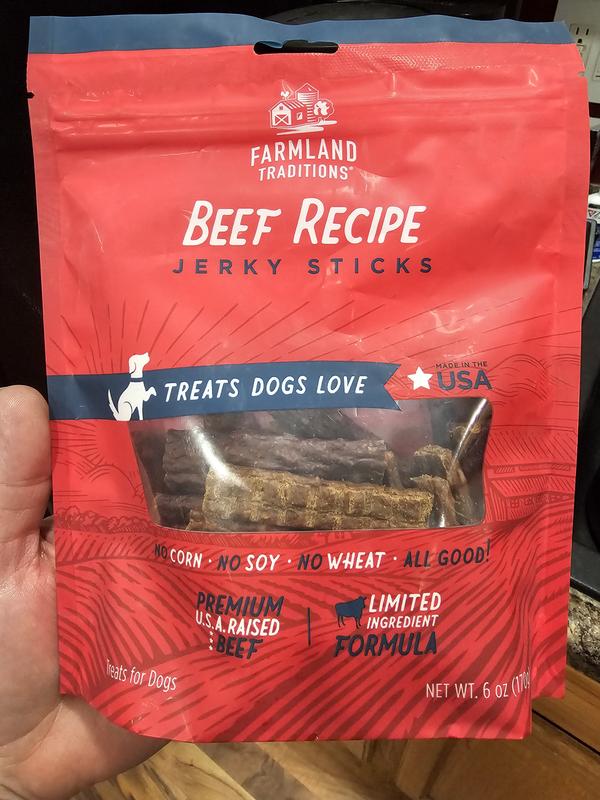 FARMLAND
TRADITIONS®
BEEF RECIPE
JERKY STICKS
TREATS DOGS LOVE
MADE IN THE
USA
NO CORN · NO SOY · NO WHEAT · ALL GOOD!
PREMIUM
U.S.A. RAISED
BEEF
LIMITED
INGREDIENT
FORMULA
Treats for Dogs
NET WT. 6 oz (170g